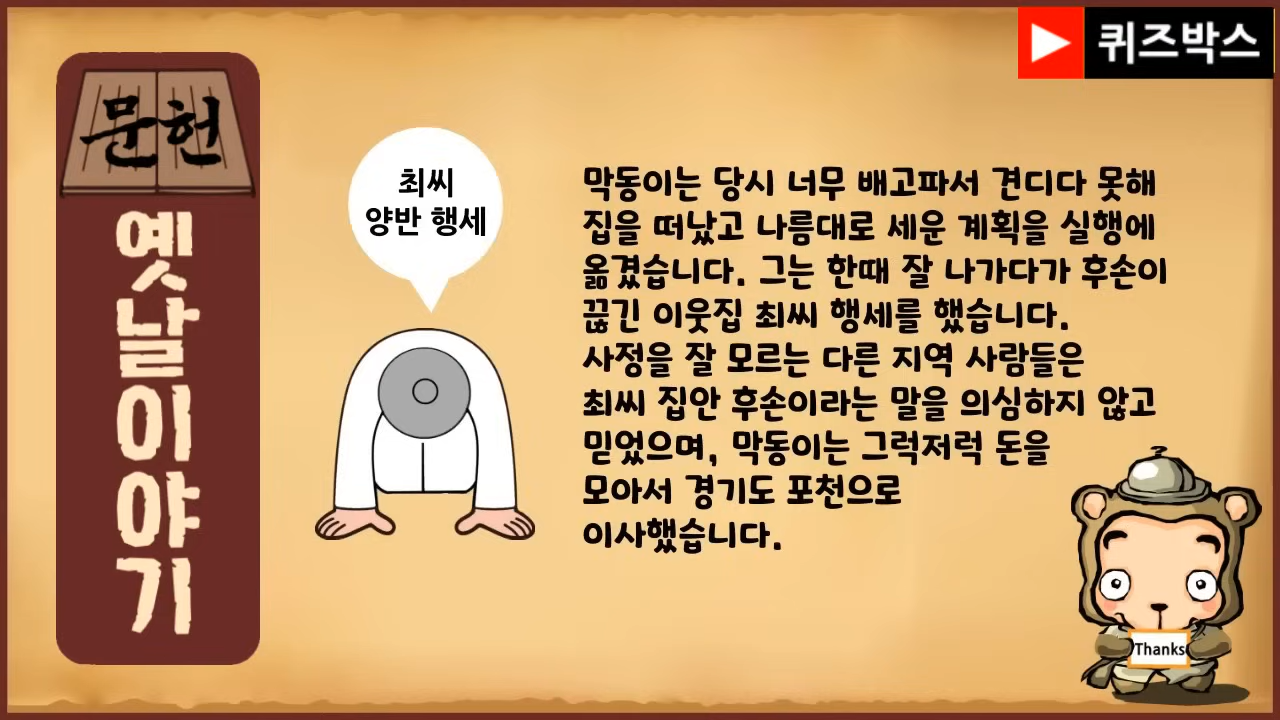 퀴즈박스
문헌
옛날이야기
최씨
양반 행세
막동이는 당시 너무 배고파서 견디다 못해
집을 떠났고 나름대로 세운 계획을 실행에
옮겼습니다. 그는 한때 잘 나가다가 후손이
끊긴 이웃집 최씨 행세를 했습니다.
사정을 잘 모르는 다른 지역 사람들은
최씨 집안 후손이라는 말을 의심하지 않고
믿었으며, 막동이는 그럭저럭 돈을
모아서 경기도 포천으로
이사했습니다.
Thanks